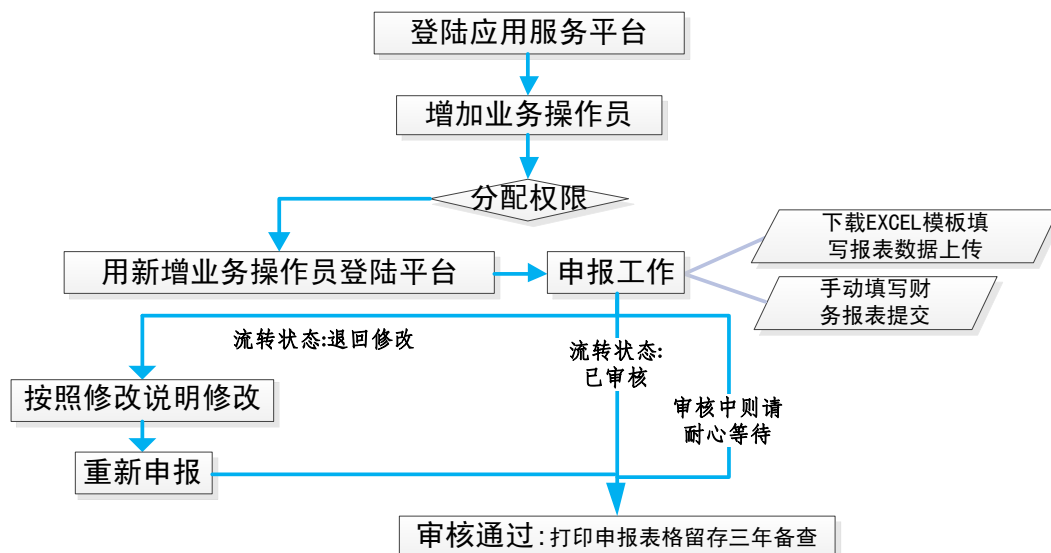 登陆应用服务平台
增加业务操作员
分配权限
下载EXCEL模板填
写报表数据上传
用新增业务操作员登陆平台
申报工作
手动填写财
务报表提交
流转状态:退回修改
流转状态:
已审核
按照修改说明修改
审核中则请
耐心等待
重新申报
审核通过:打印申报表格留存三年备查